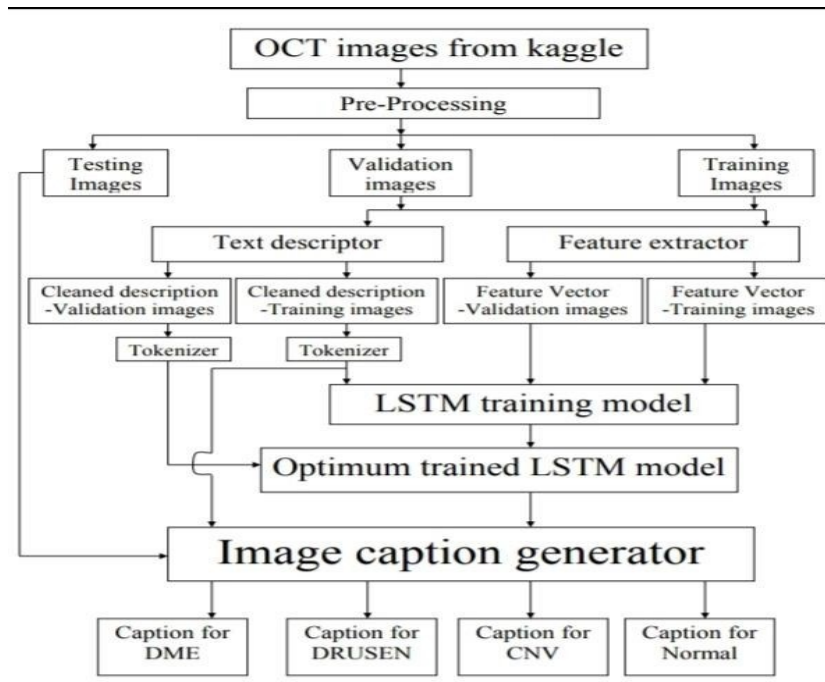 OCT images from kaggle
Pre-Processing
Testing
Images
Validation
images
Training
Images
Text descriptor
Feature extractor
Cleaned description
-Validation images
Cleaned description
-Training images
Feature Vector
-Validation images
Feature Vector
-Training images
Tokenizer
Tokenizer
LSTM training model
Optimum trained LSTM model
Image caption generator
Caption for
DME
Caption for
DRUSEN
Caption for
CNV
Caption for
Normal